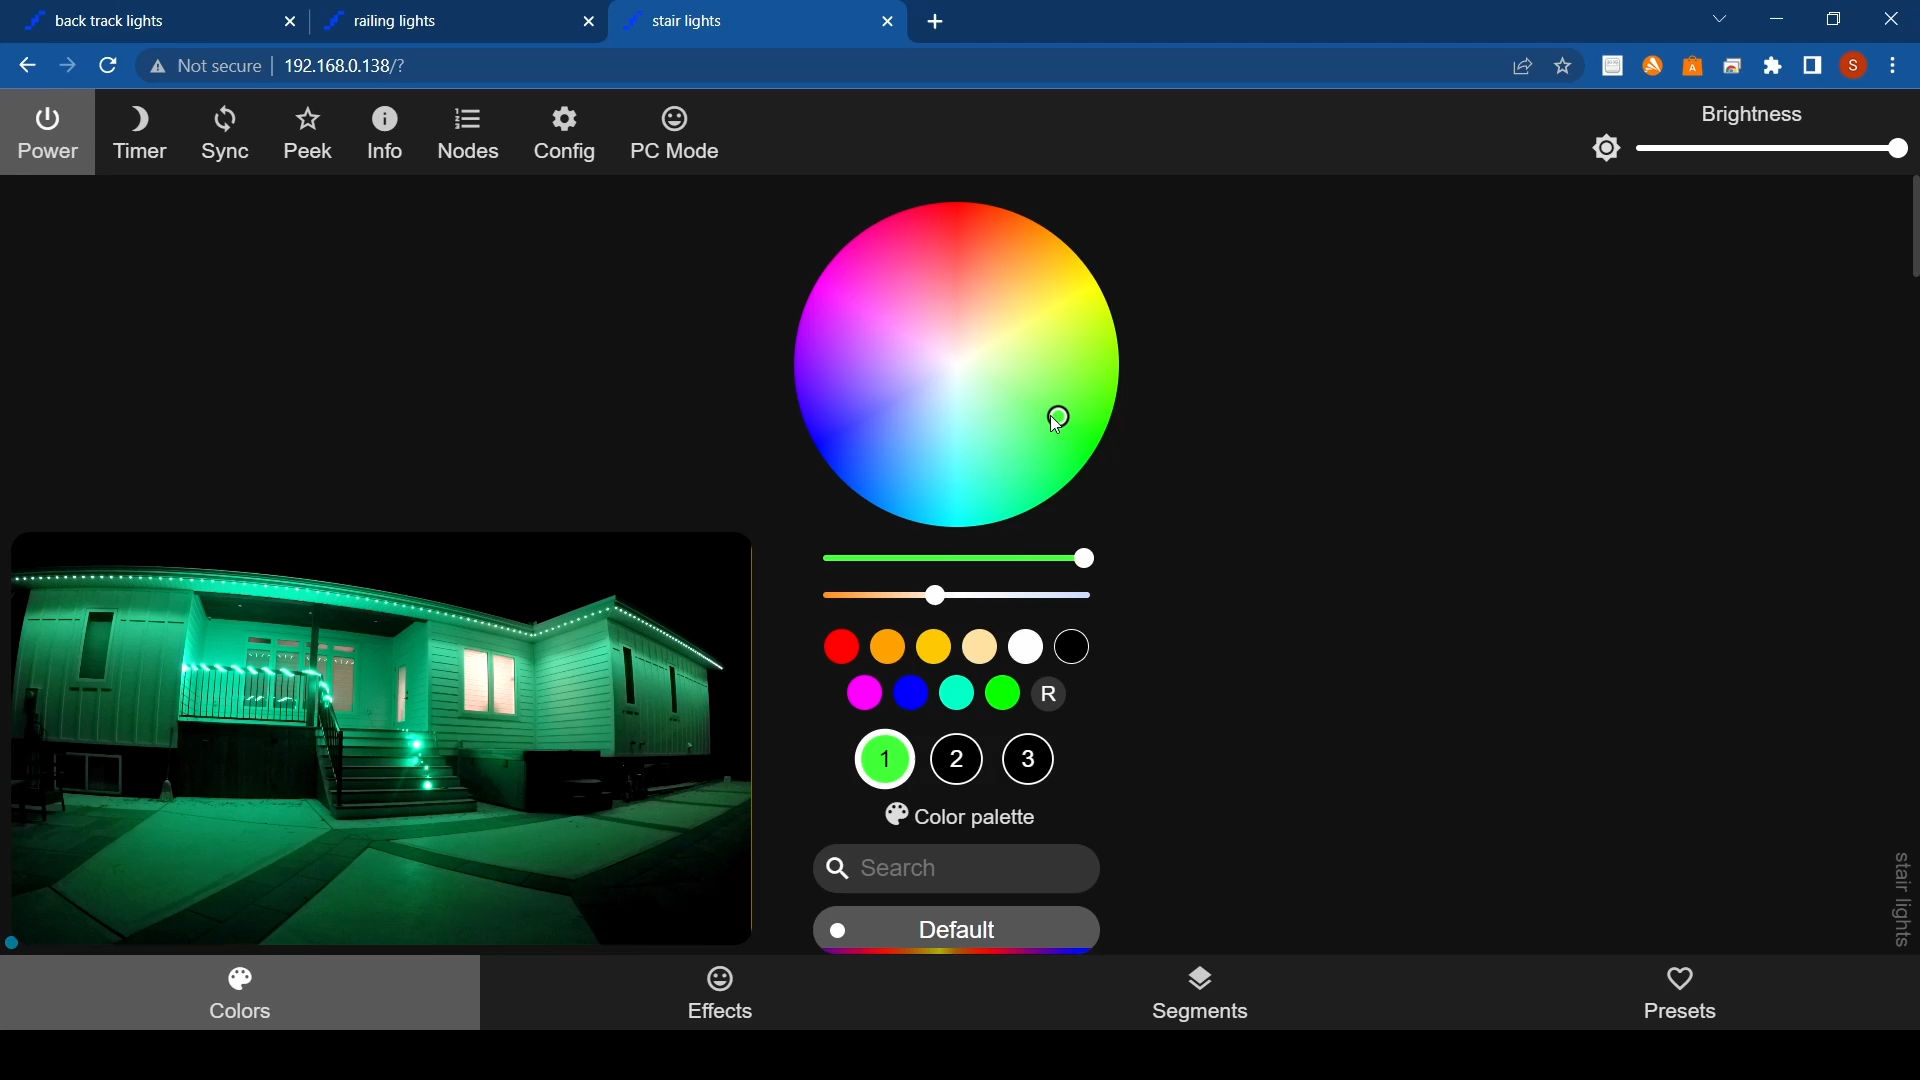 back track lights
railing lights
stair lights
Not secure
192.168.0.138/?
A
S
Power
Timer
Sync
Peek
Info
Nodes
Config
PC Mode
Brightness
R
1
2
3
Color palette
Search
Default
stair lights
Colors
Effects
Segments
Presets